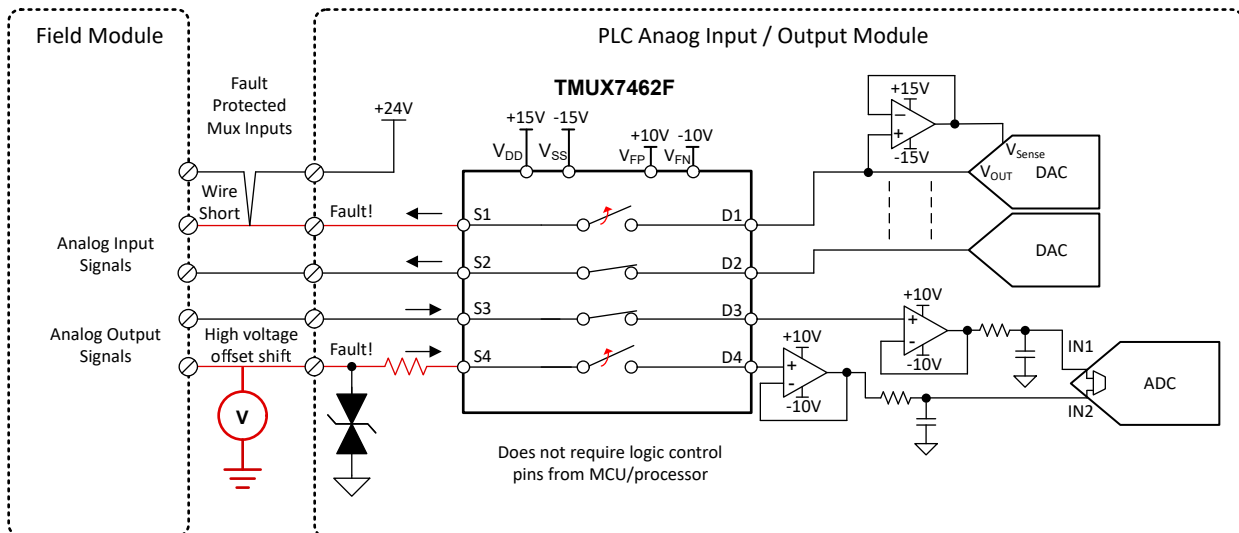 Field Module
PLC Anaog Input / Output Module
Fault
Protected
Mux Inputs
+24V
TMUX7462F
+15V
-15V
+10V
-10V
VDD
VSS
VFP
VFN
+15V
-
+
-15V
VSense
VOUT
DAC
Wire
Short
Fault!
S1
D1
Analog Input
Signals
S2
D2
DAC
Analog Output
Signals
High voltage
offset shift
Fault!
S3
D3
S4
D4
+10V
+
-
-10V
+10V
+
-
-10V
IN1
IN2
ADC
V
Does not require logic control
pins from MCU/processor